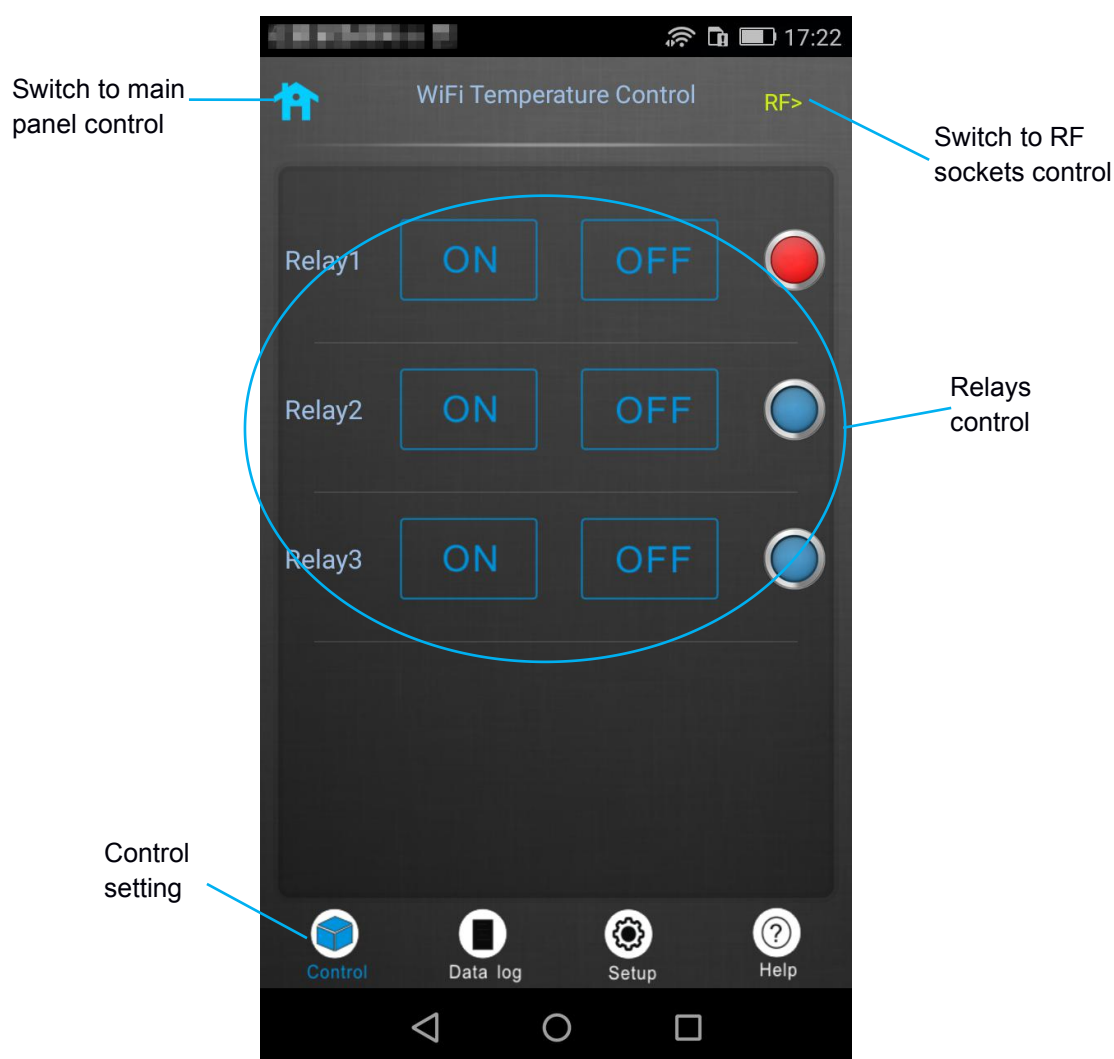 17:22
Switch to main
panel control
WiFi Temperature Control
RF>
Switch to RF
sockets control
Relay1
ON
OFF
Relay2
ON
OFF
Relays
control
Relay3
ON
OFF
Control
setting
Control
Data log
Setup
?
Help